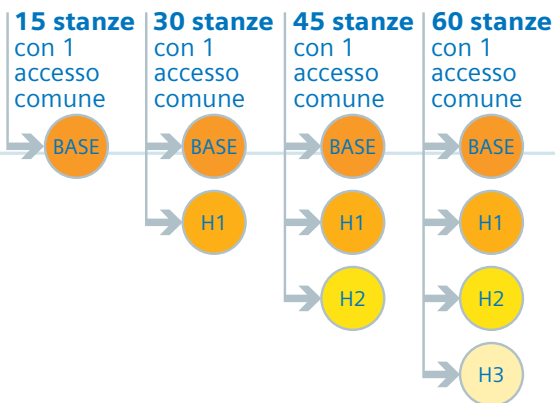 15 stanze
con 1
accesso
comune
BASE
30 stanze
con 1
accesso
comune
BASE
H1
45 stanze
con 1
accesso
comune
BASE
H1
H2
60 stanze
con 1
accesso
comune
BASE
H1
H2
H3